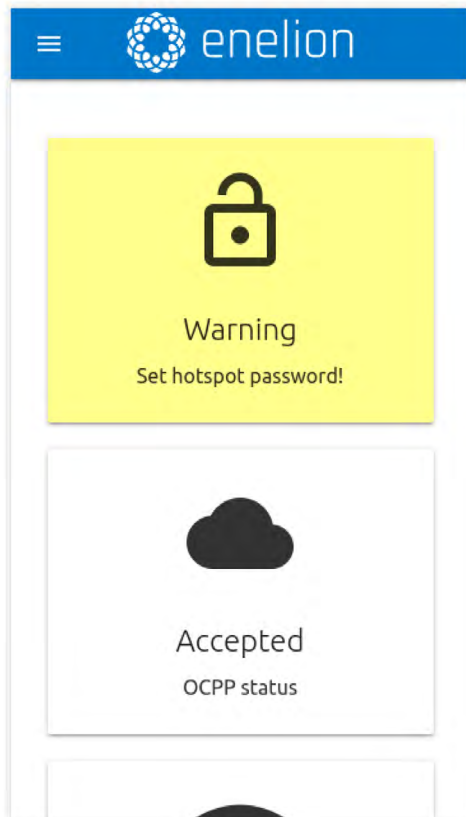 enelion
Warning
Set hotspot password!
Accepted
OCPP status